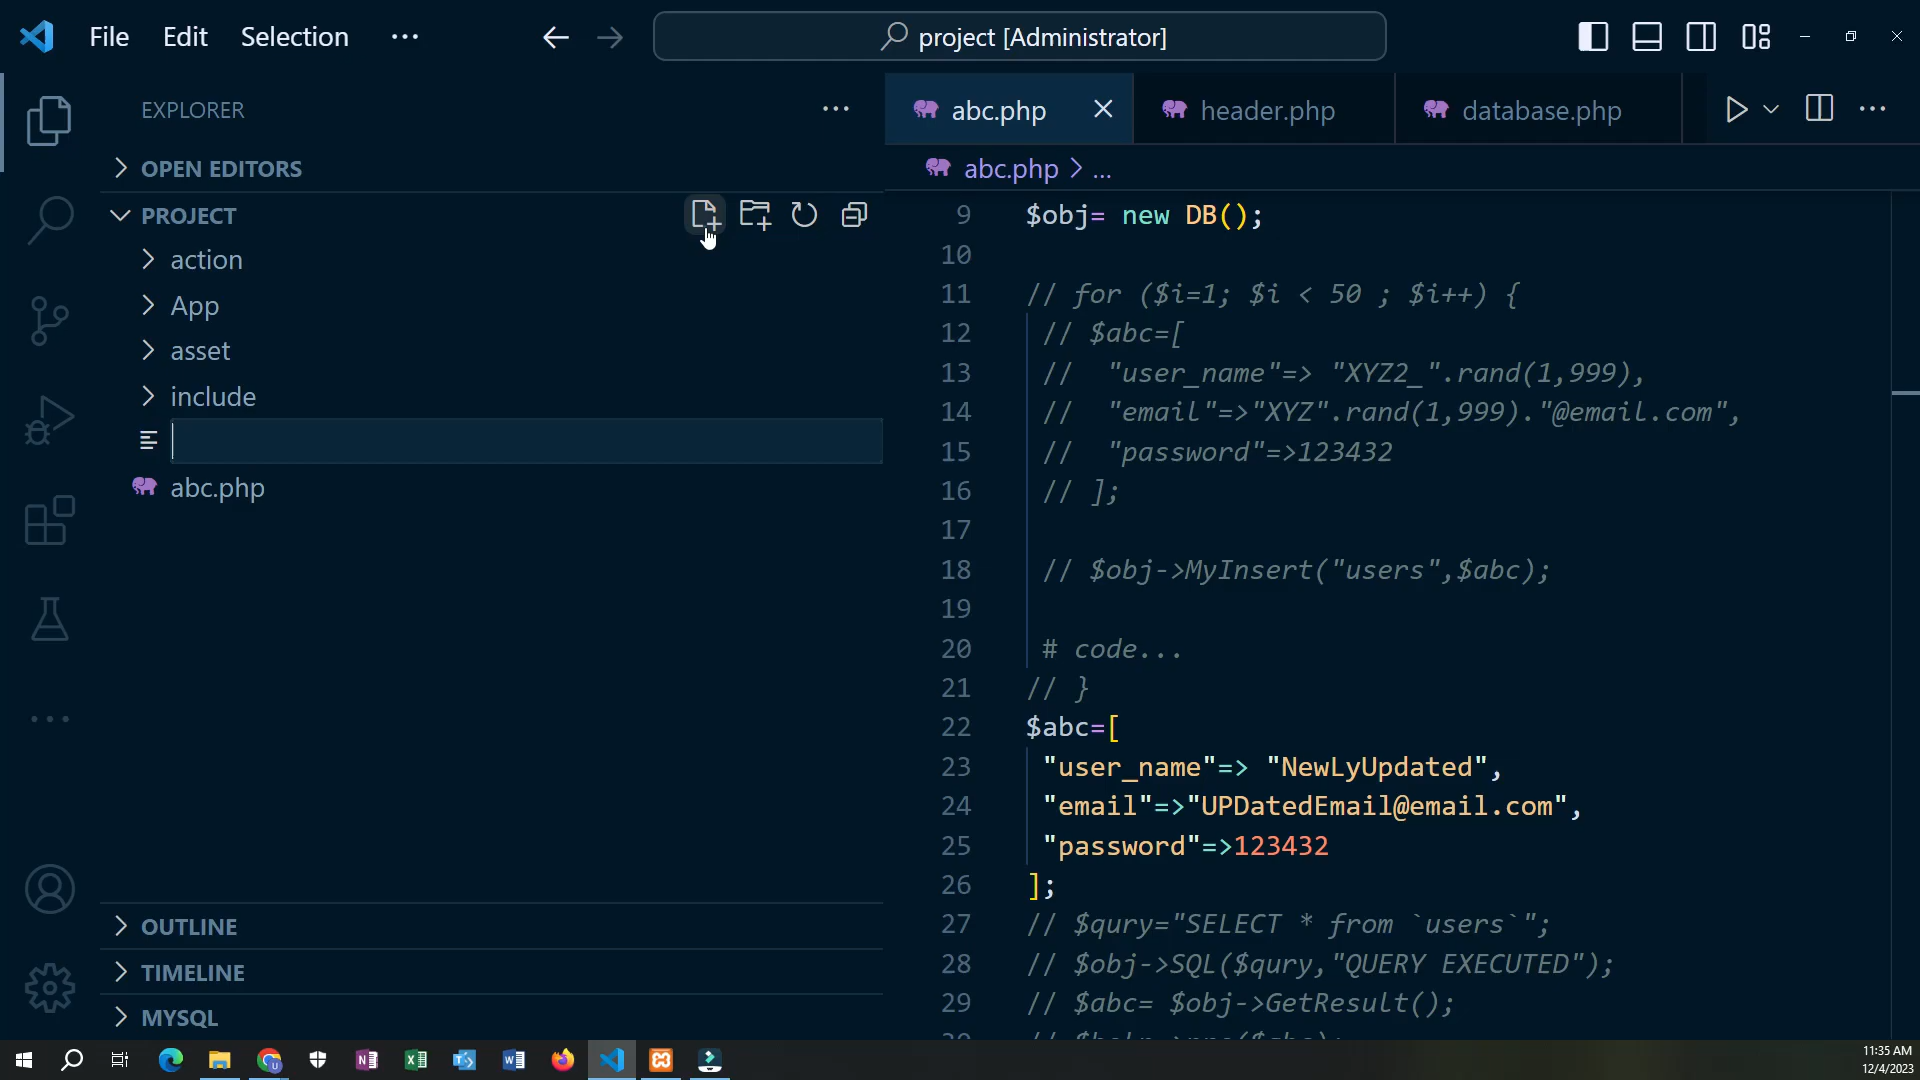 File Edit Selection ...
project [Administrator]
EXPLORER
OPEN EDITORS
PROJECT
action
App
asset
include
abc.php
OUTLINE
TIMELINE
MYSQL
abc.php header.php database.php
abc.php > ...
9 $obj= new DB();
10
11 // for ($i=1; $i < 50 ; $i++) {
12 // $abc=[
13 // "user_name"=> "XYZ2_".rand(1,999),
14 // "email"=>"XYZ".rand(1,999)."@email.com",
15 // "password"=>123432
16 // ];
17
18 // $obj->MyInsert("users",$abc);
19
20 # code...
21 // }
22 $abc=[
23 "user_name"=> "NewLyUpdated",
24 "email"=>"UPDatedEmail@email.com",
25 "password"=>123432
26 ];
27 // $qury="SELECT * from `users`";
28 // $obj->SQL($qury,"QUERY EXECUTED");
29 // $abc= $obj->GetResult();
11:35 AM
12/4/2023